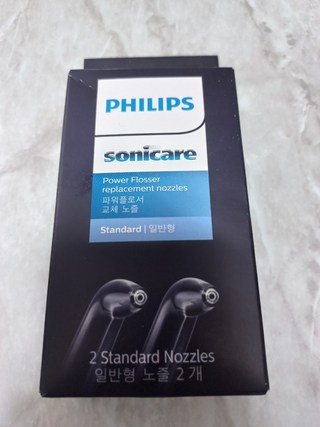 PHILIPS
sonicare
Power Flosser
replacement nozzles
파워플로서
교체 노즐
Standard | 일반형
2 Standard Nozzles
일반형 노즐 2 개